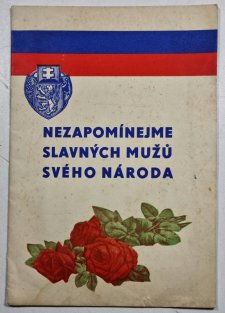 NEZAPOMÍNEJME
SLAVNÝCH MUŽŮ
SVÉHO NÁRODA